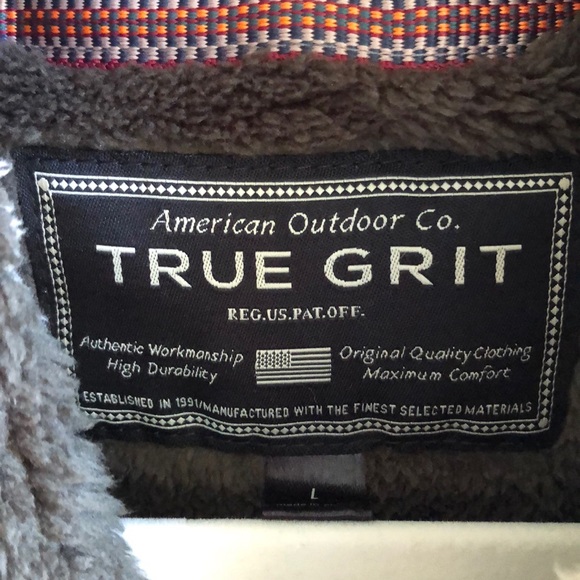 American Outdoor Co.
TRUE GRIT
REG.US.PAT.OFF.
Authentic Workmanship
High Durability
Original Quality Clothing
Maximum Comfort
ESTABLISHED IN 1991/MANUFACTURED WITH THE FINEST SELECTED MATERIALS
L